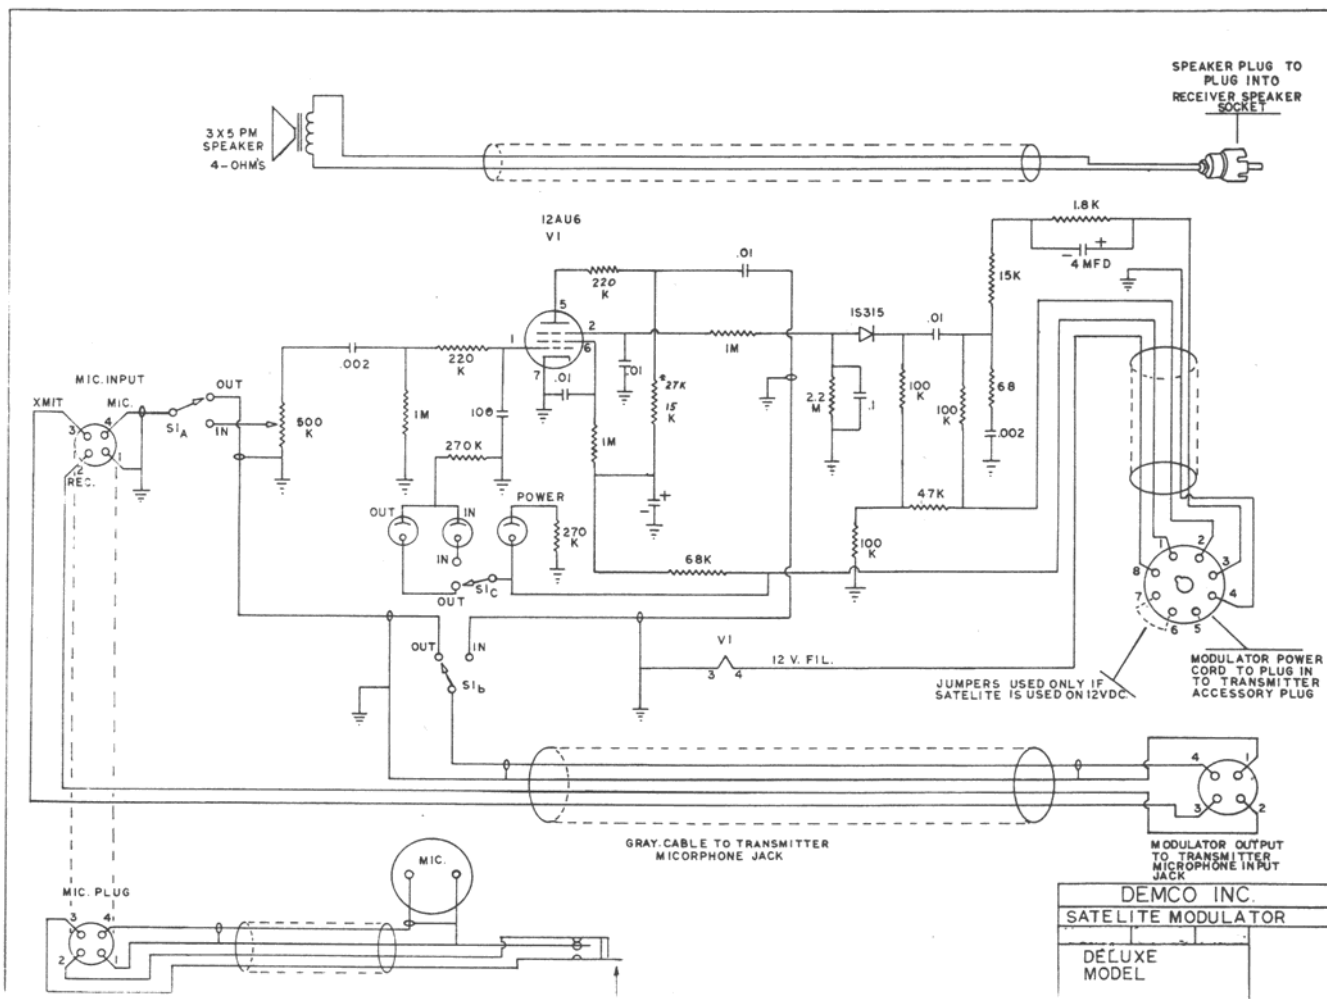 SPEAKER PLUG TO
PLUG INTO
RECEIVER SPEAKER
SOCKET
3 X 5 PM
SPEAKER
4-OHM'S
12AU6
V1
1.8K
+
- 4 MFD
.01
220
K
15K
5
2
6
1
7
1S315
.01
1M
.002
220
K
.01
.01
27K
15
K
2.2
M
.1
100
K
100
K
68
.002
MIC. INPUT
XMIT
MIC.
OUT
S1A
IN
500
K
1M
100
1M
3
4
2
1
REC.
270K
47K
OUT
IN
POWER
+
-
270
K
100
K
IN
OUT
S1C
68K
1
2
3
4
5
6
7
8
OUT
IN
S1b
V1
3 4
12 V. FIL.
JUMPERS USED ONLY IF
SATELITE IS USED ON 12VDC.
MODULATOR POWER
CORD TO PLUG IN
TO TRANSMITTER
ACCESSORY PLUG
4
1
3
2
GRAY. CABLE TO TRANSMITTER
MICORPHONE JACK
MODULATOR OUTPUT
TO TRANSMITTER
MICROPHONE INPUT
JACK
MIC.
MIC. PLUG
3
4
2
1
DEMCO INC.
SATELITE MODULATOR
DELUXE
MODEL